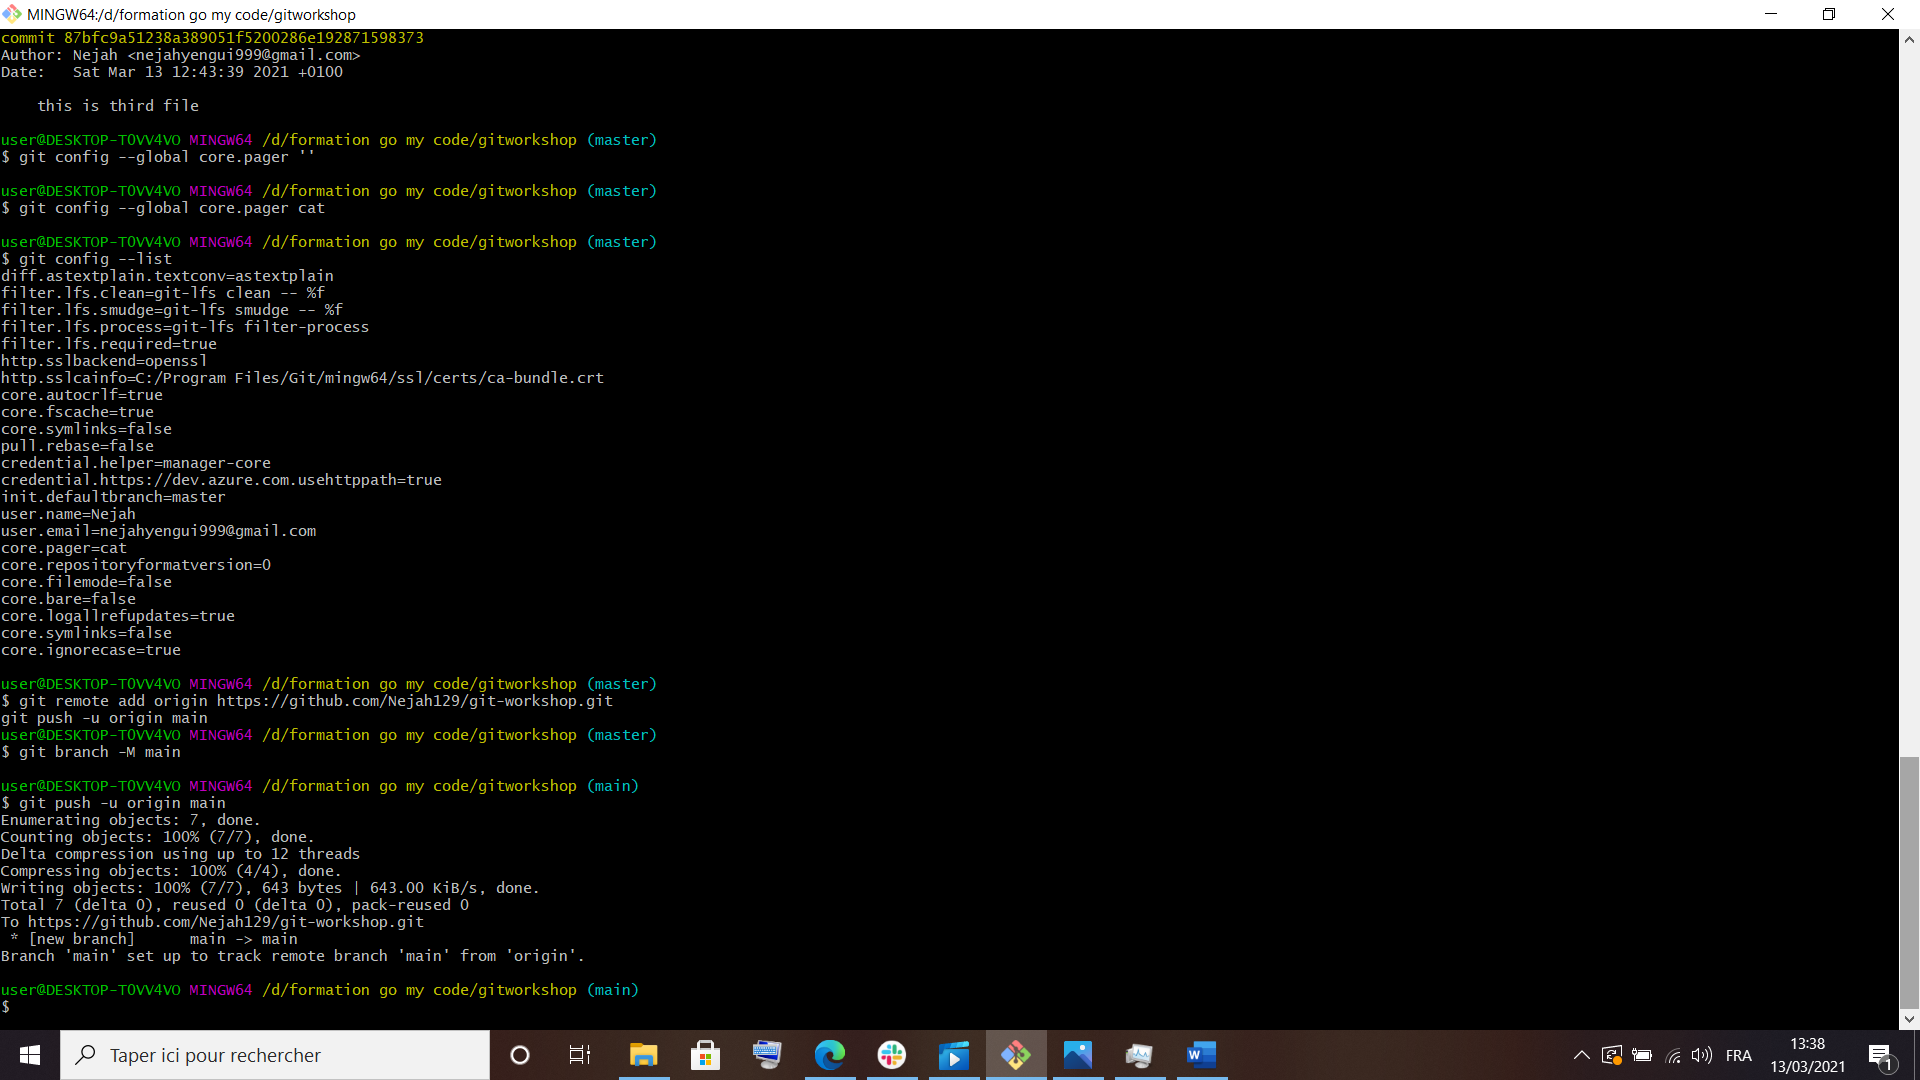 MINGW64:/d/formation go my code/gitworkshop
commit 87bfc9a51238a389051f5200286e192871598373
Author: Nejah <nejahyengui999@gmail.com>
Date:   Sat Mar 13 12:43:39 2021 +0100
    this is third file
user@DESKTOP-T0VV4VO MINGW64 /d/formation go my code/gitworkshop (master)
$ git config --global core.pager ''
user@DESKTOP-T0VV4VO MINGW64 /d/formation go my code/gitworkshop (master)
$ git config --global core.pager cat
user@DESKTOP-T0VV4VO MINGW64 /d/formation go my code/gitworkshop (master)
$ git config --list
diff.astextplain.textconv=astextplain
filter.lfs.clean=git-lfs clean -- %f
filter.lfs.smudge=git-lfs smudge -- %f
filter.lfs.process=git-lfs filter-process
filter.lfs.required=true
http.sslbackend=openssl
http.sslcainfo=C:/Program Files/Git/mingw64/ssl/certs/ca-bundle.crt
core.autocrlf=true
core.fscache=true
core.symlinks=false
pull.rebase=false
credential.helper=manager-core
credential.https://dev.azure.com.usehttppath=true
init.defaultbranch=master
user.name=Nejah
user.email=nejahyengui999@gmail.com
core.pager=cat
core.repositoryformatversion=0
core.filemode=false
core.bare=false
core.logallrefupdates=true
core.symlinks=false
core.ignorecase=true
user@DESKTOP-T0VV4VO MINGW64 /d/formation go my code/gitworkshop (master)
$ git remote add origin https://github.com/Nejah129/git-workshop.git
git push -u origin main
user@DESKTOP-T0VV4VO MINGW64 /d/formation go my code/gitworkshop (master)
$ git branch -M main
user@DESKTOP-T0VV4VO MINGW64 /d/formation go my code/gitworkshop (main)
$ git push -u origin main
Enumerating objects: 7, done.
Counting objects: 100% (7/7), done.
Delta compression using up to 12 threads
Compressing objects: 100% (4/4), done.
Writing objects: 100% (7/7), 643 bytes | 643.00 KiB/s, done.
Total 7 (delta 0), reused 0 (delta 0), pack-reused 0
To https://github.com/Nejah129/git-workshop.git
 * [new branch]      main -> main
Branch 'main' set up to track remote branch 'main' from 'origin'.
user@DESKTOP-T0VV4VO MINGW64 /d/formation go my code/gitworkshop (main)
$
Taper ici pour rechercher
W
FRA
13:38
13/03/2021
1